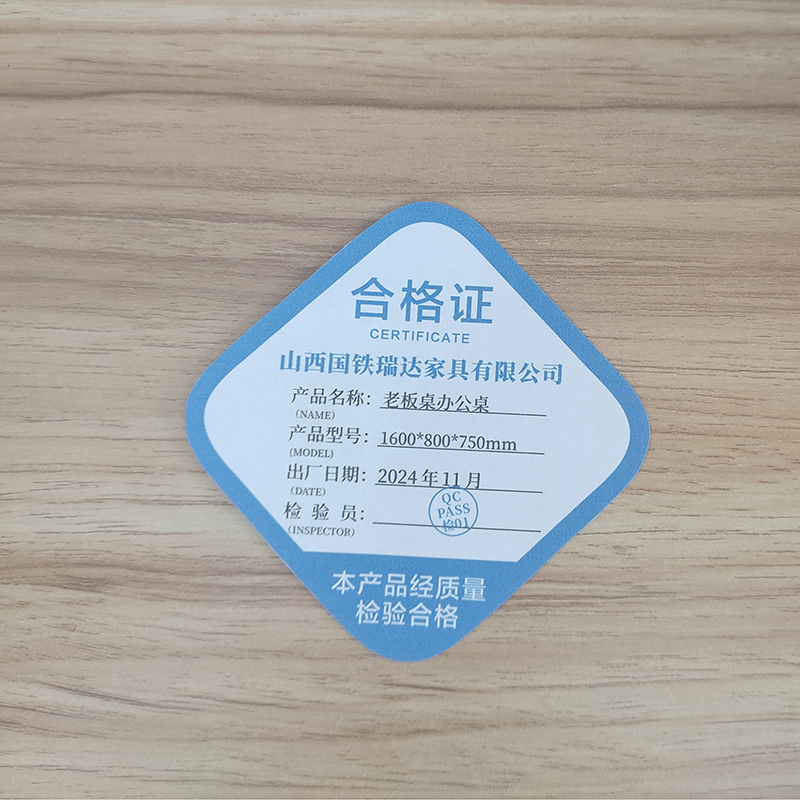 合格证
CERTIFICATE
山西国铁瑞达家具有限公司
产品名称：老板桌办公桌
(NAME)
产品型号：1600*800*750mm
(MODEL)
出厂日期：2024年11月
(DATE)
检 验 员：
(INSPECTOR)
QC
PASS
检01
本产品经质量
检验合格